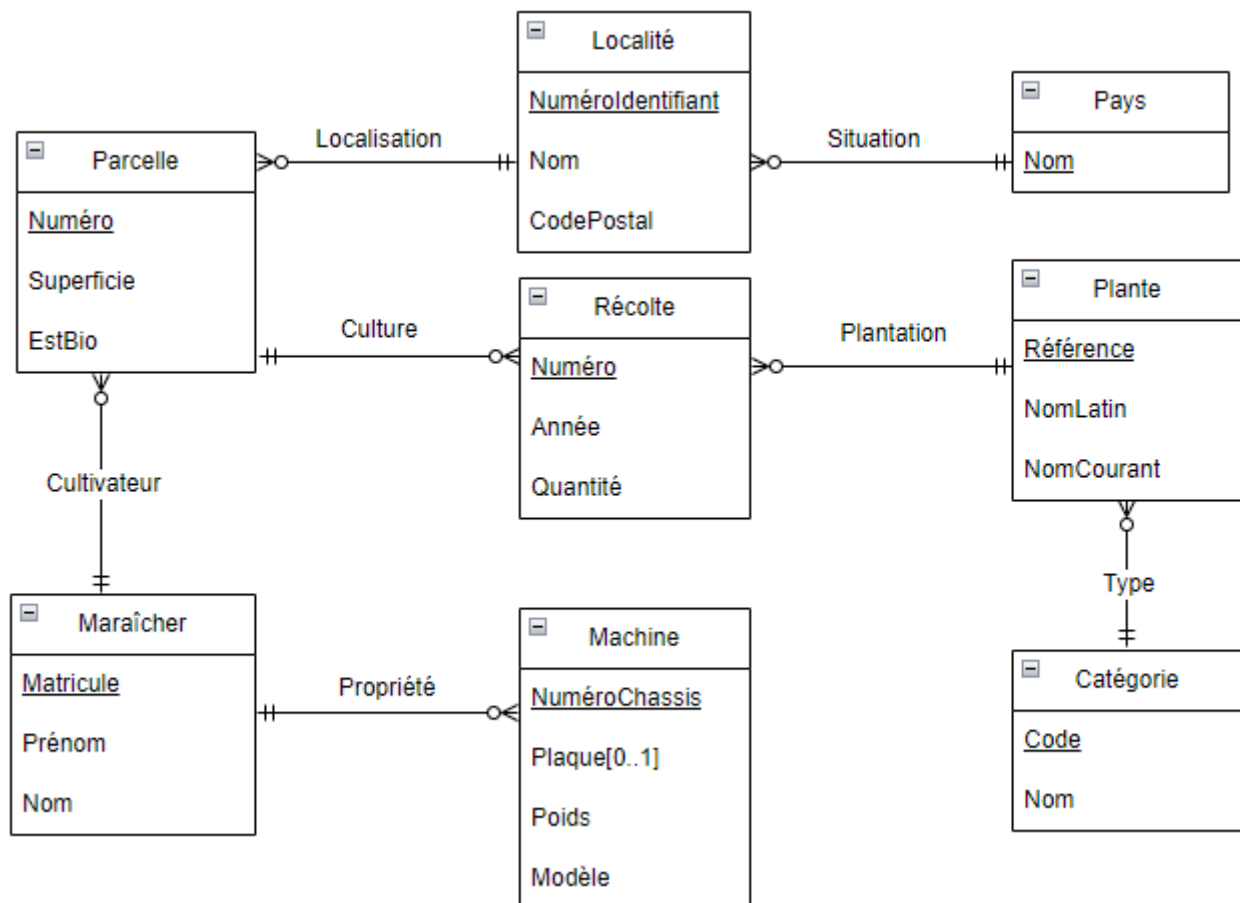 Localité
NuméroIdentifiant
Nom
CodePostal
Pays
Nom
Parcelle
Numéro
Superficie
EstBio
Localisation
Situation
Récolte
Numéro
Année
Quantité
Culture
Plantation
Plante
Référence
NomLatin
NomCourant
Cultivateur
Type
Maraîcher
Matricule
Prénom
Nom
Propriété
Machine
NuméroChassis
Plaque[0..1]
Poids
Modèle
Catégorie
Code
Nom